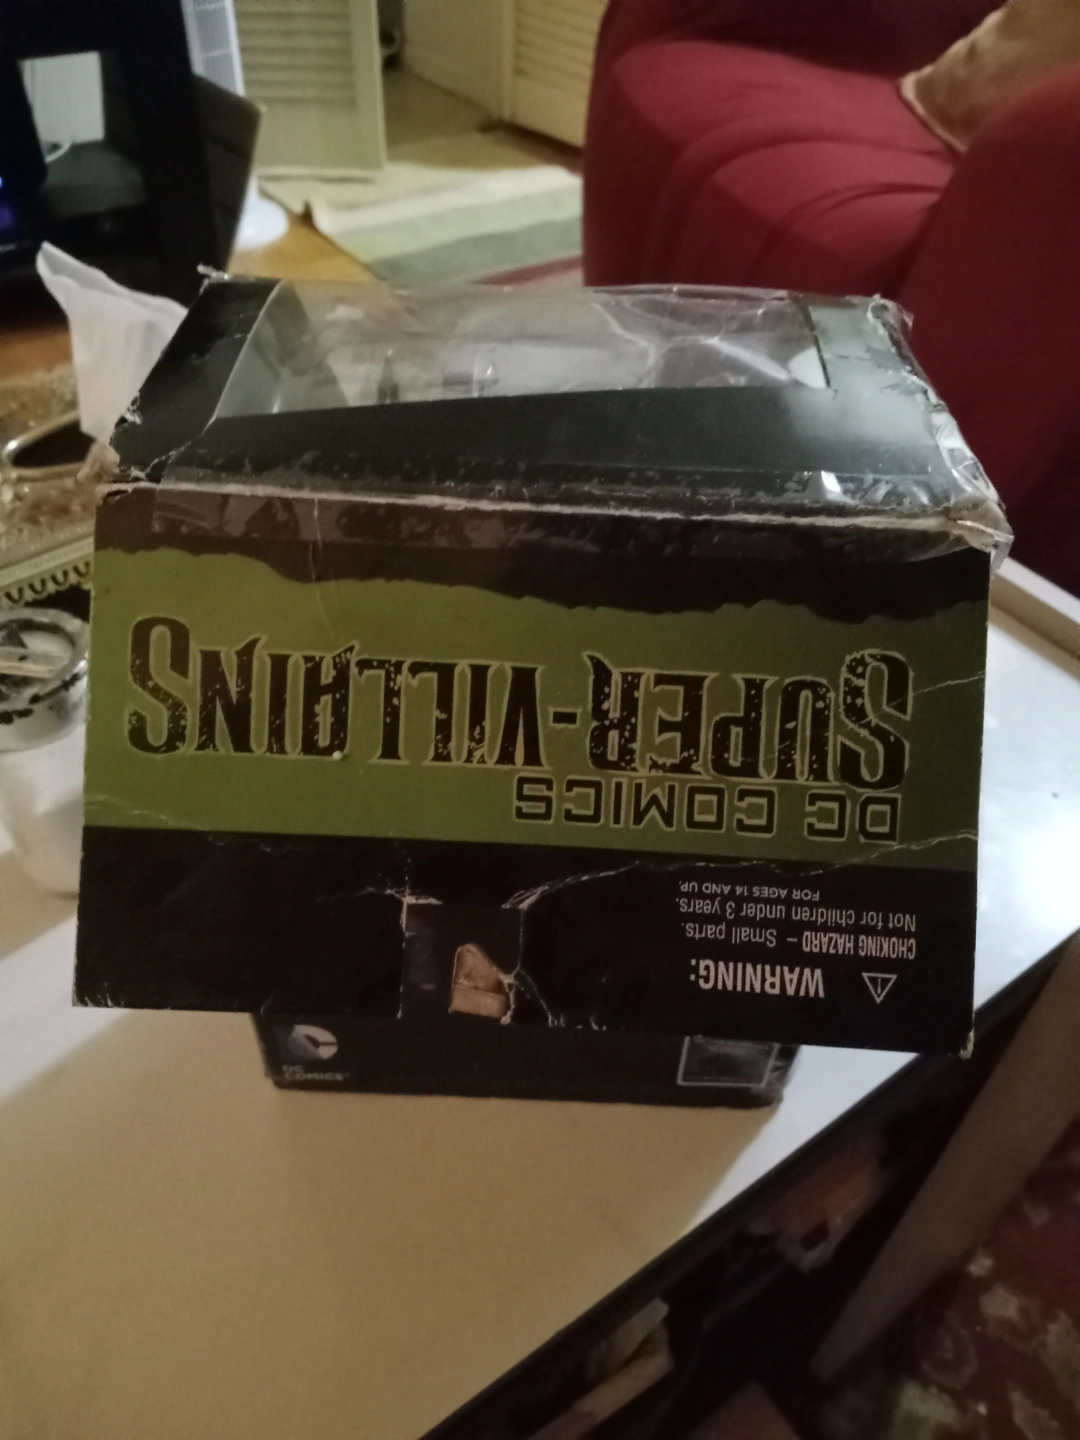 DC COMICS
SUPER-VILLAINS
WARNING:
CHOKING HAZARD – Small parts.
Not for children under 3 years.
FOR AGES 14 AND UP.
DC
COMICS™